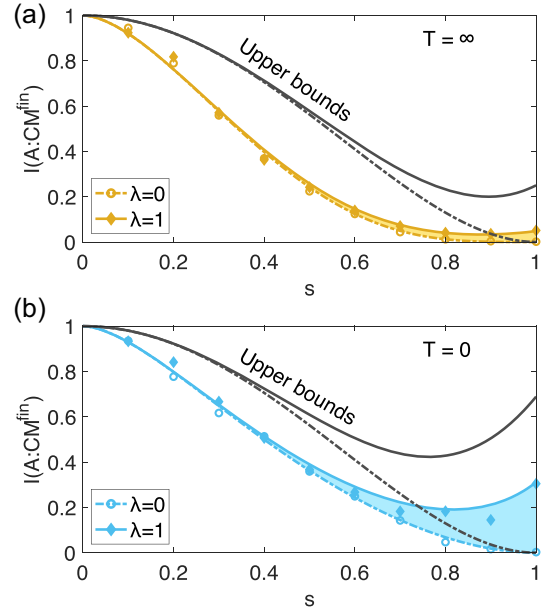 (a)
T = ∞
Upper bounds
I(A:CM^fin)
1
0.8
0.6
0.4
0.2
0
λ=0
λ=1
0 0.2 0.4 0.6 0.8 1
s
(b)
T = 0
Upper bounds
I(A:CM^fin)
1
0.8
0.6
0.4
0.2
0
λ=0
λ=1
0 0.2 0.4 0.6 0.8 1
s